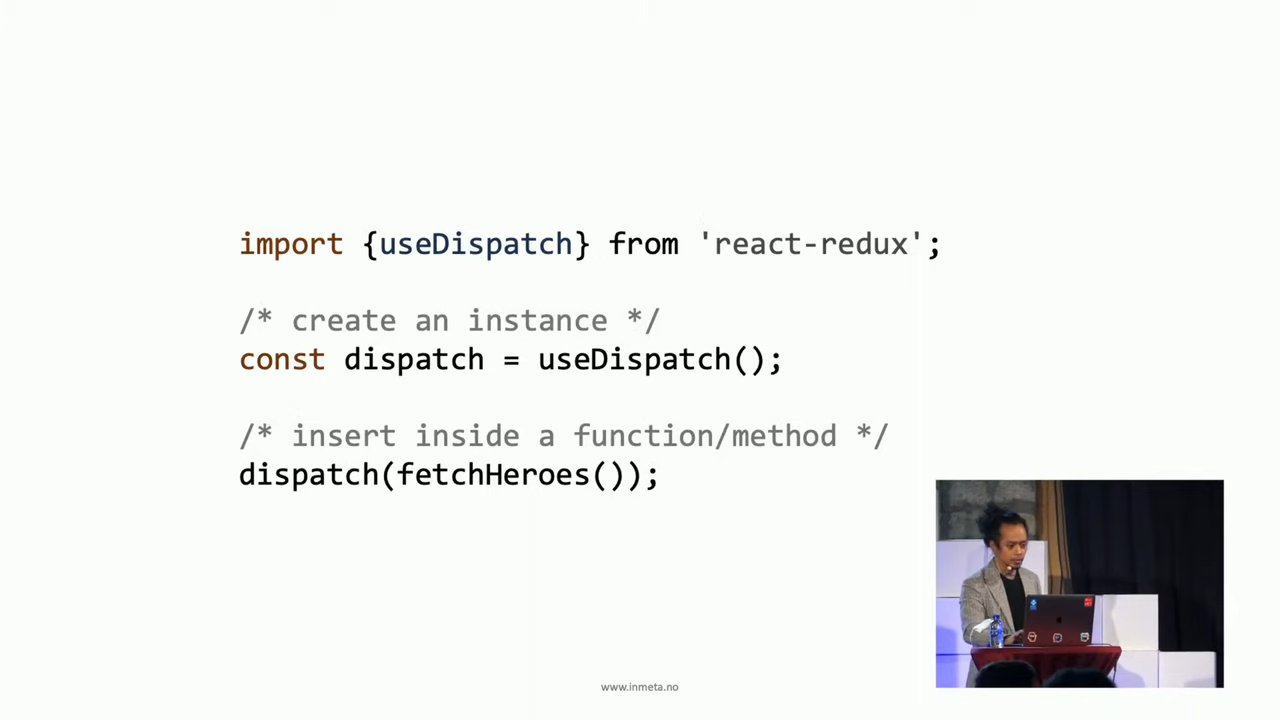 import {useDispatch} from 'react-redux';
/* create an instance */
const dispatch = useDispatch();
/* insert inside a function/method */
dispatch(fetchHeroes());
www.inmeta.no